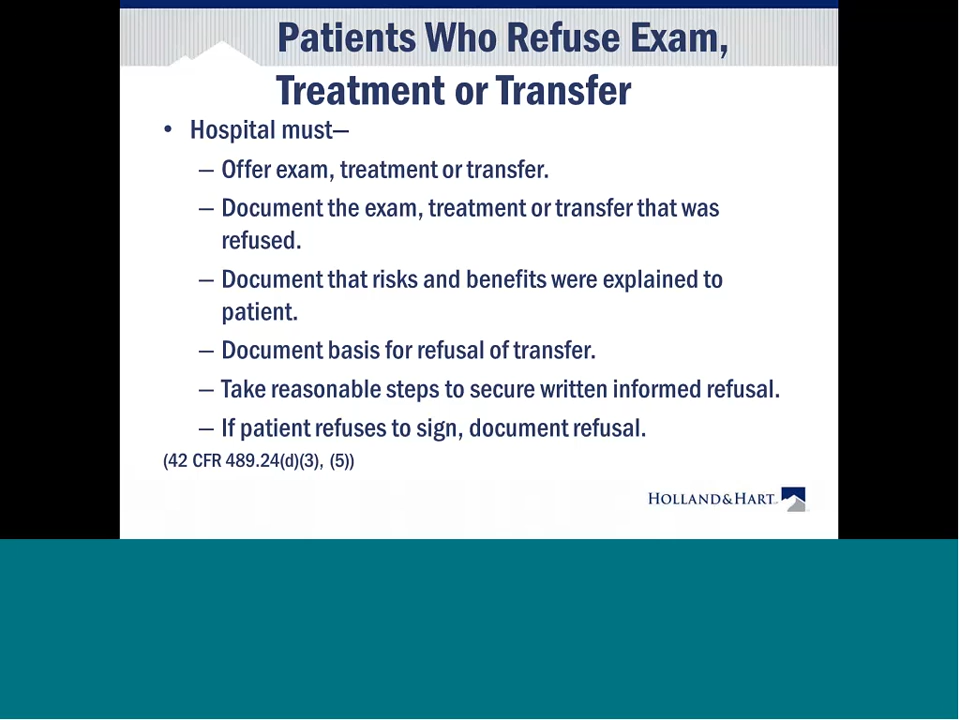 Patients Who Refuse Exam,
Treatment or Transfer
• Hospital must—
– Offer exam, treatment or transfer.
– Document the exam, treatment or transfer that was
refused.
– Document that risks and benefits were explained to
patient.
– Document basis for refusal of transfer.
– Take reasonable steps to secure written informed refusal.
– If patient refuses to sign, document refusal.
(42 CFR 489.24(d)(3), (5))
HOLLAND&HART